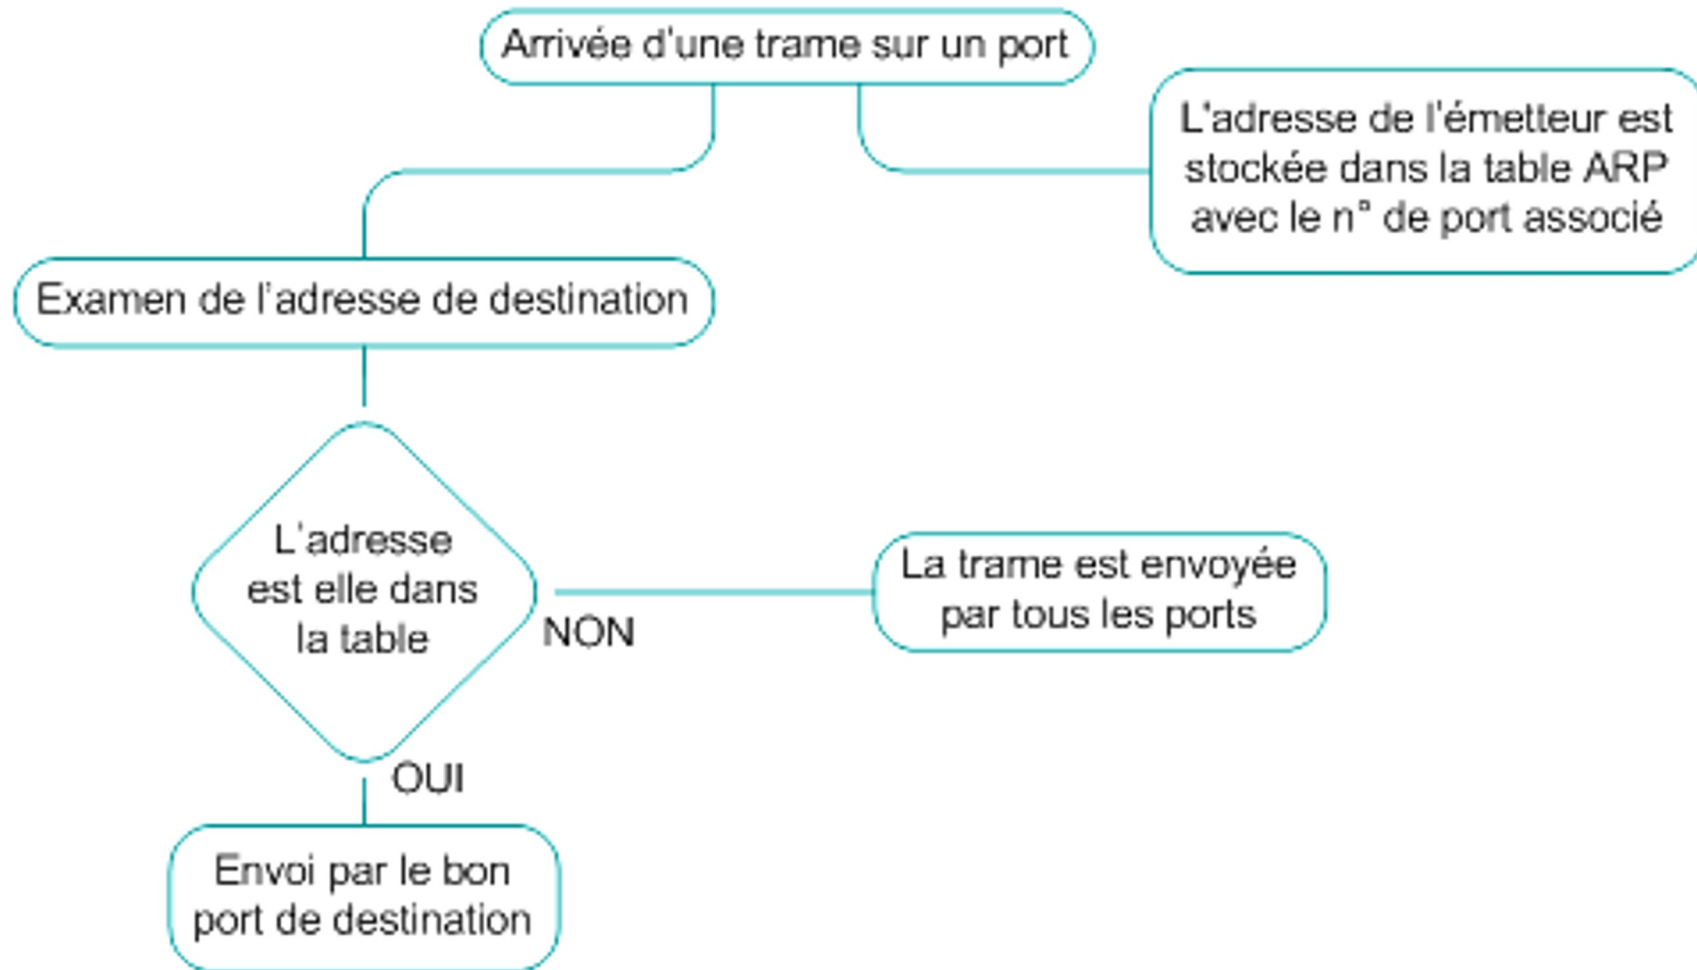 Arrivée d'une trame sur un port
L'adresse de l'émetteur est
stockée dans la table ARP
avec le n° de port associé
Examen de l'adresse de destination
L'adresse
est elle dans
la table
NON
La trame est envoyée
par tous les ports
OUI
Envoi par le bon
port de destination